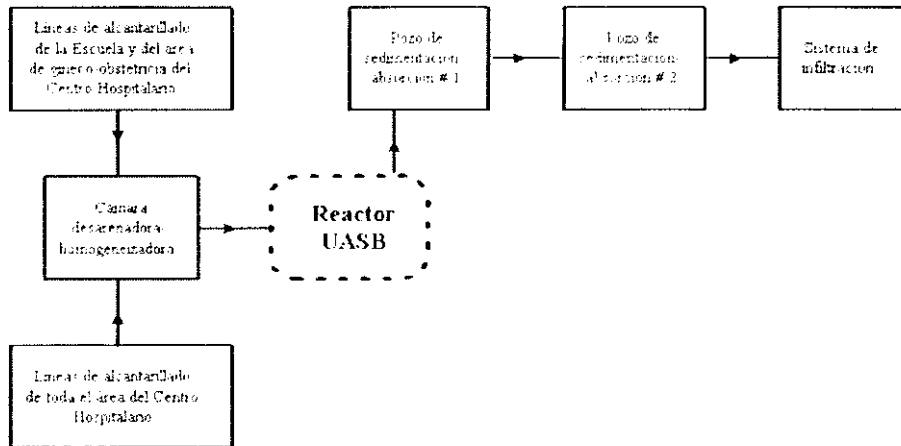 Líneas de alcantarillado
de la Escuela y del área
de gineco-obstetricia del
Centro Hospitalario
Pozo de
sedimentación
absorción # 1
Pozo de
sedimentación-
absorción # 2
Sistema de
infiltración
Cámara
desarenadora
homogeneizadora
Reactor
UASB
Líneas de alcantarillado
de toda el área del Centro
Hospitalario